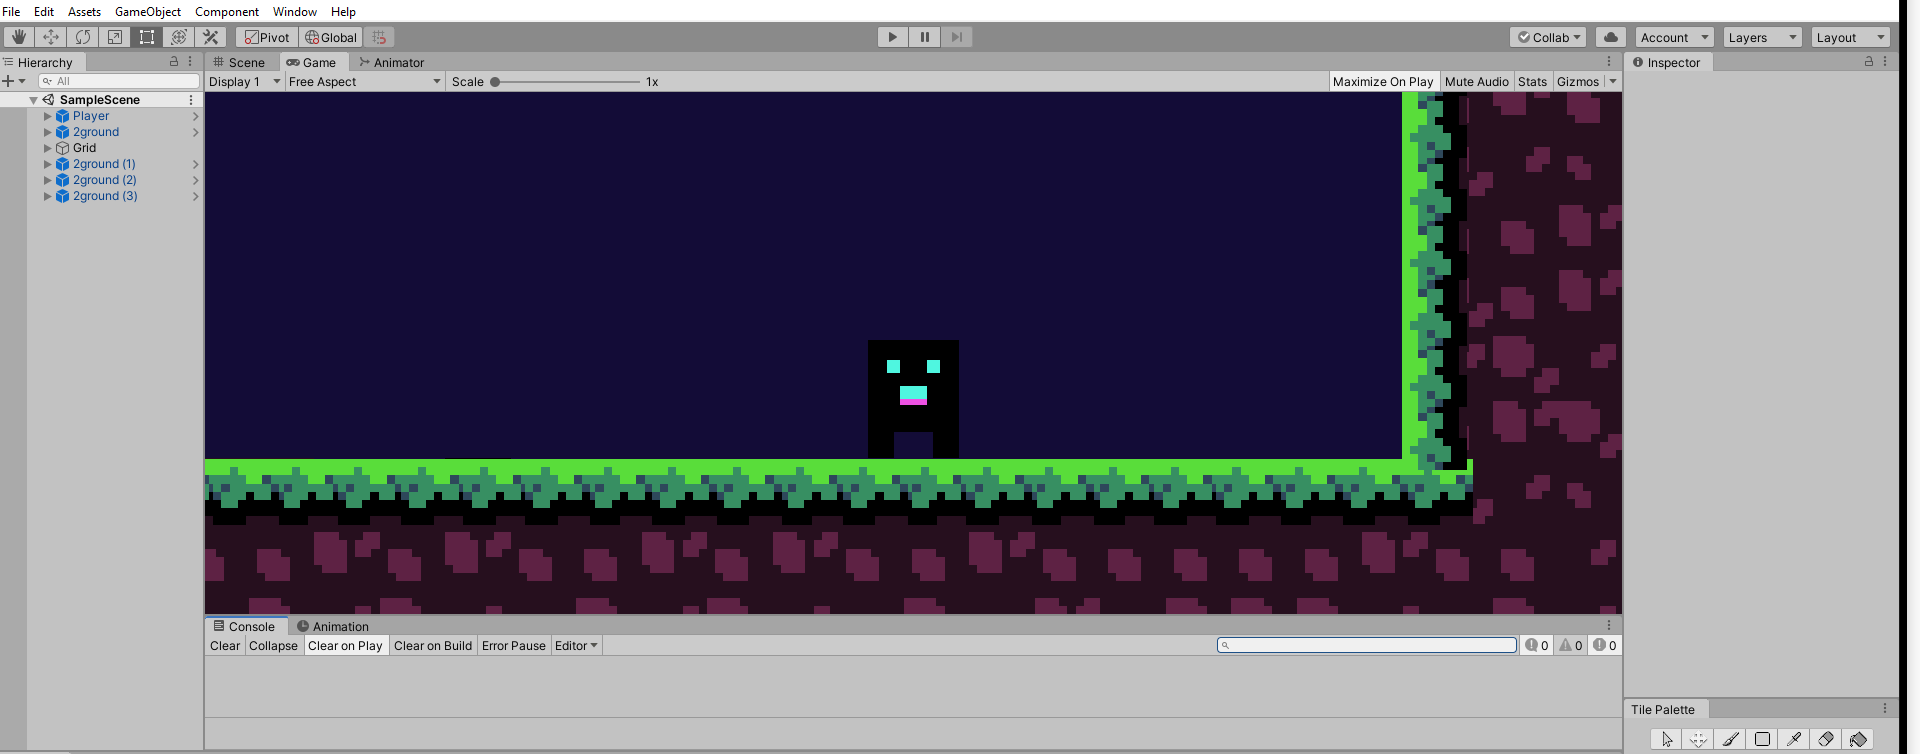 File Edit Assets GameObject Component Window Help
Pivot Global Collab Account Layers Layout
Hierarchy Scene Game Animator Inspector
All Display 1 Free Aspect Scale 1x Maximize On Play Mute Audio Stats Gizmos
SampleScene
Player
2ground
Grid
2ground (1)
2ground (2)
2ground (3)
Console Animation
Clear Collapse Clear on Play Clear on Build Error Pause Editor 0 0 0
Tile Palette